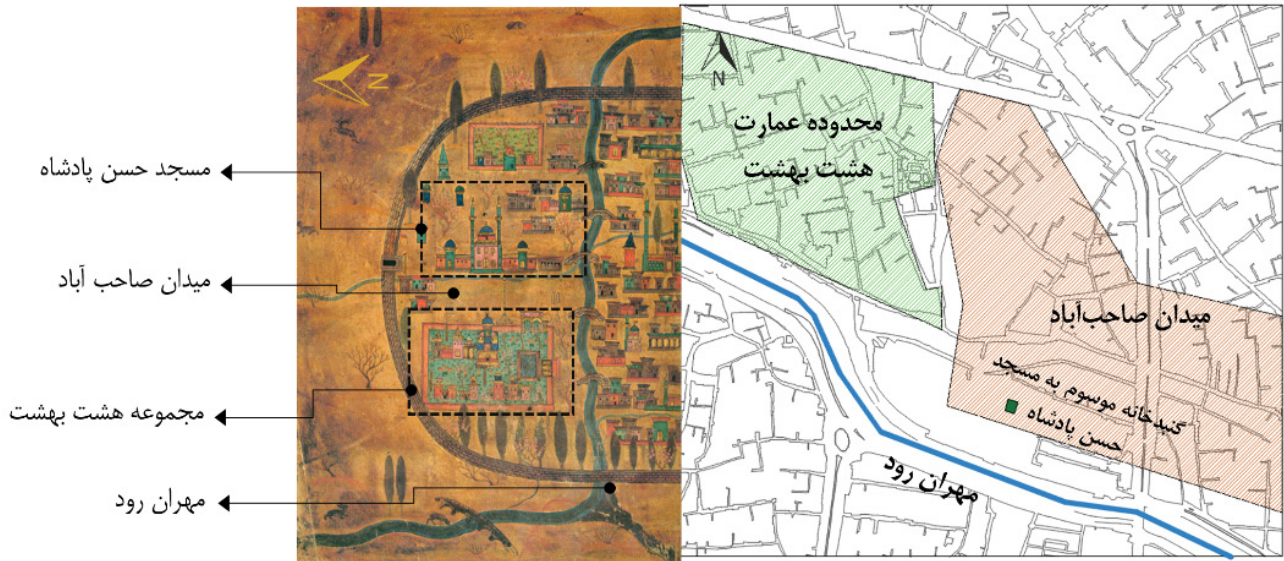 مسجد حسن پادشاه
میدان صاحب آباد
مجموعه هشت بهشت
مهران رود
N
N
محدوده عمارت
هشت بهشت
میدان صاحب‌آباد
گنبدخانه موسوم به مسجد
حسن پادشاه
مهران رود